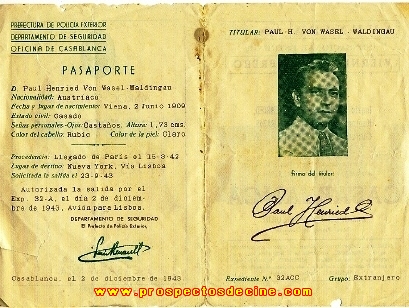 PREFECTURA DE POLICIA EXTERIOR
DEPARTAMENTO DE SEGURIDAD
OFICINA DE CASABLANCA
PASAPORTE
D. Paul Henried Von Wasel-Waldingau
Nacionalidad: Austriaco
Fecha y lugar de nacimiento: Viena, 2 Junio 1909
Estado civil: Casado
Señas personales-Ojos: Castaños. Altura: 1,73 cms.
Color del cabello: Rubio Color de la piel: Claro
Procedencia: Llegado de Paris el 15-3-42
Lugar de destino: Nueva York, Via Lisboa
Solicitada la salida el 23-9-43
Autorizada la salida por el
Exp. 32-A, el dia 2 de diciem-
bre de 1943, Avión para Lisboa.
DEPARTAMENTO DE SEGURIDAD
El Prefecto de Policia Exterior,
Casablanca, el 2 de diciembre de 1943
TITULAR: PAUL H. VON WASEL-WALDINGAU
Firma del titular:
Paul Henried
Expediente N.º 32ACC Grupo: Extranjero
www.prospectosdecine.com